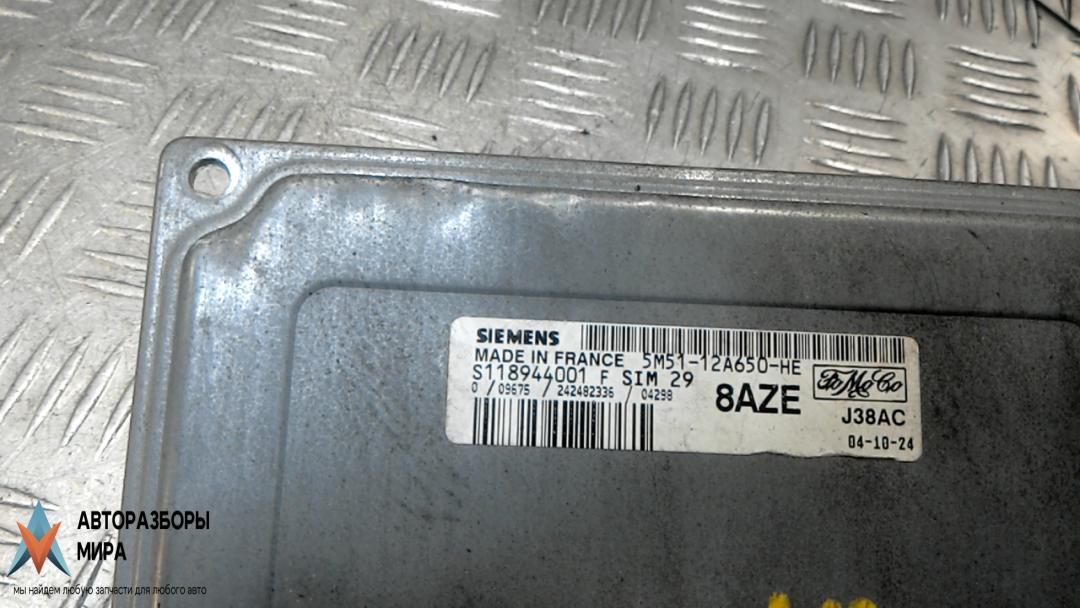 SIEMENS
MADE IN FRANCE 5M51-12A650-HE
S118944001 F SIM 29
0 / 09675 / 242482336 / 04298
8AZE
FoMoCo
J38AC
04-10-24
АВТОРАЗБОРЫ
МИРА
мы найдем любую запчасти для любого авто